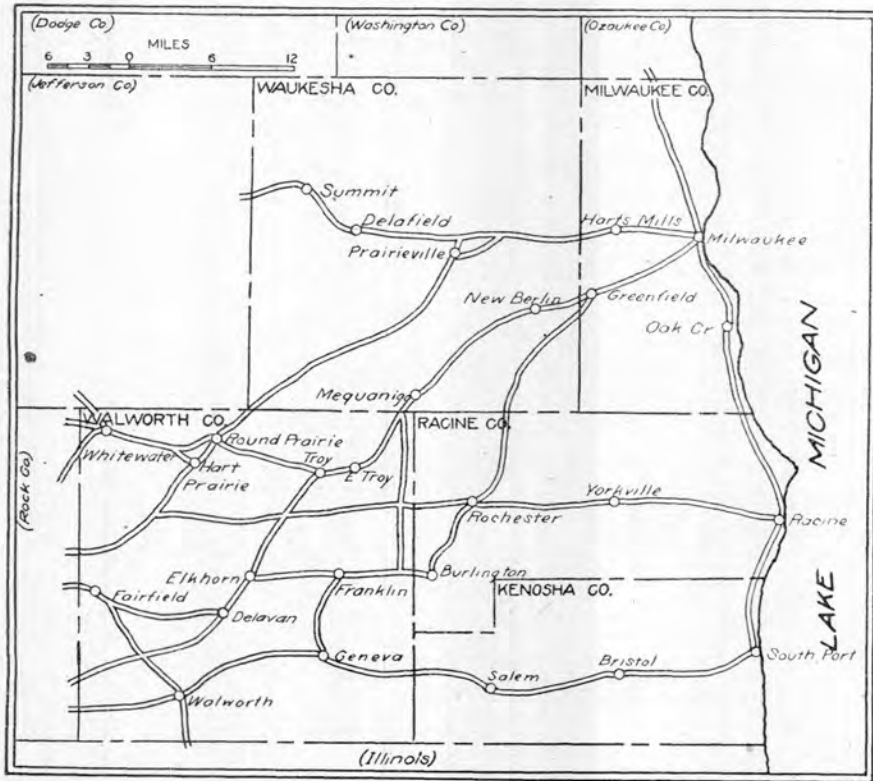 (Dodge Co)
(Washington Co)
(Ozaukee Co)
MILES
6 3 0 6 12
(Jefferson Co)
WAUKESHA CO.
MILWAUKEE CO.
Summit
Delafield
Harts Mills
Milwaukee
Prairieville
New Berlin
Greenfield
Oak Cr
LAKE MICHIGAN
Mequanigo
WALWORTH CO.
RACINE CO.
Round Prairie
Whitewater
Hart
Prairie
Troy
E Troy
(Rock Co)
Yorkville
Rochester
Racine
Elkhorn
Franklin
Burlington
Fairfield
KENOSHA CO.
Delavan
Geneva
Bristol
South Port
Salem
Walworth
(Illinois)